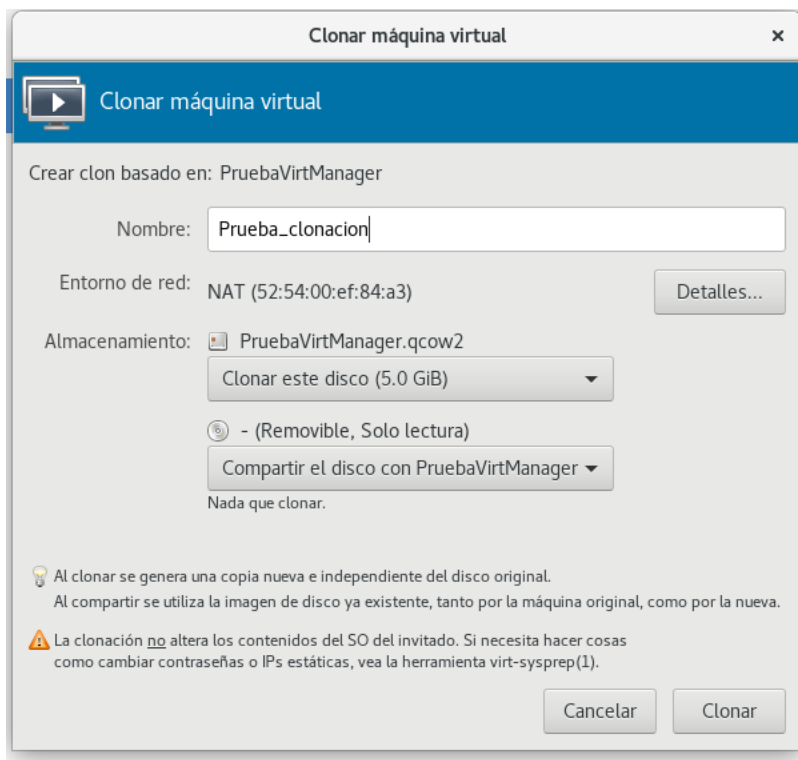 Clonar máquina virtual
Clonar máquina virtual
Crear clon basado en: PruebaVirtManager
Nombre: Prueba_clonacion
Entorno de red: NAT (52:54:00:ef:84:a3) Detalles...
Almacenamiento: PruebaVirtManager.qcow2
Clonar este disco (5.0 GiB)
- (Removible, Solo lectura)
Compartir el disco con PruebaVirtManager
Nada que clonar.
Al clonar se genera una copia nueva e independiente del disco original.
Al compartir se utiliza la imagen de disco ya existente, tanto por la máquina original, como por la nueva.
La clonación no altera los contenidos del SO del invitado. Si necesita hacer cosas
como cambiar contraseñas o IPs estáticas, vea la herramienta virt-sysprep(1).
Cancelar Clonar